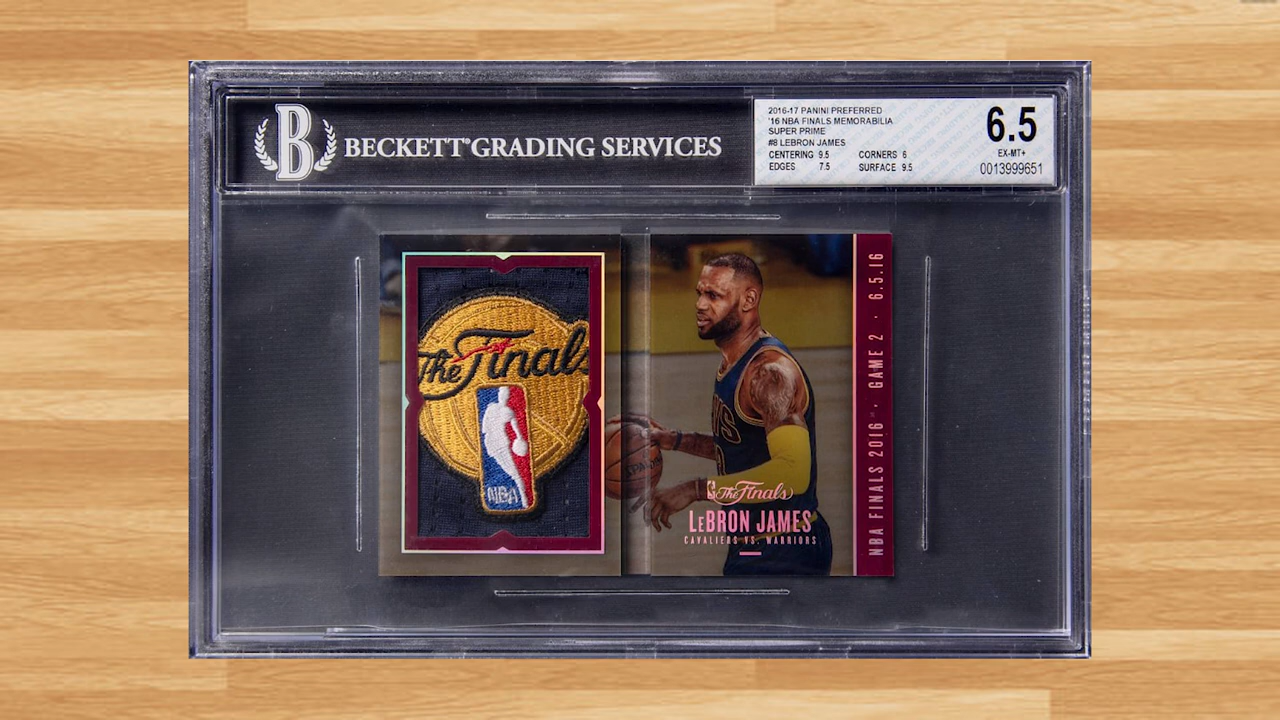 BECKETT GRADING SERVICES
2016-17 PANINI PREFERRED
'16 NBA FINALS MEMORABILIA
SUPER PRIME
#8 LEBRON JAMES
CENTERING 9.5 CORNERS 6
EDGES 7.5 SURFACE 9.5
6.5
EX-MT+
0013999651
The Finals
NBA
SPALDING
The Finals
LEBRON JAMES
CAVALIERS VS. WARRIORS
NBA FINALS 2016 · GAME 2 · 6.5.16